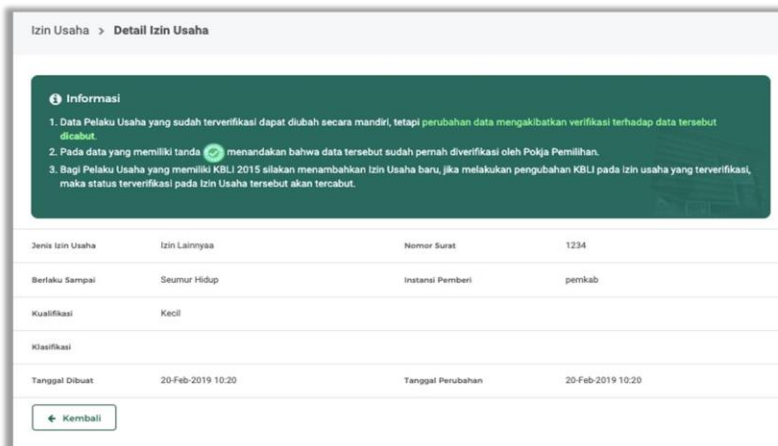 Izin Usaha > Detail Izin Usaha
Informasi
1. Data Pelaku Usaha yang sudah terverifikasi dapat diubah secara mandiri, tetapi perubahan data mengakibatkan verifikasi terhadap data tersebut
dicabut.
2. Pada data yang memiliki tanda menandakan bahwa data tersebut sudah pernah diverifikasi oleh Pokja Pemilihan.
3. Bagi Pelaku Usaha yang memiliki KBLI 2015 silakan menambahkan Izin Usaha baru, jika melakukan pengubahan KBLI pada izin usaha yang terverifikasi,
maka status terverifikasi pada Izin Usaha tersebut akan tercabut.
Jenis Izin Usaha Izin Lainnyaa Nomor Surat 1234
Berlaku Sampai Seumur Hidup Instansi Pemberi pemkab
Kualifikasi Kecil
Klasifikasi
Tanggal Dibuat 20-Feb-2019 10:20 Tanggal Perubahan 20-Feb-2019 10:20
← Kembali